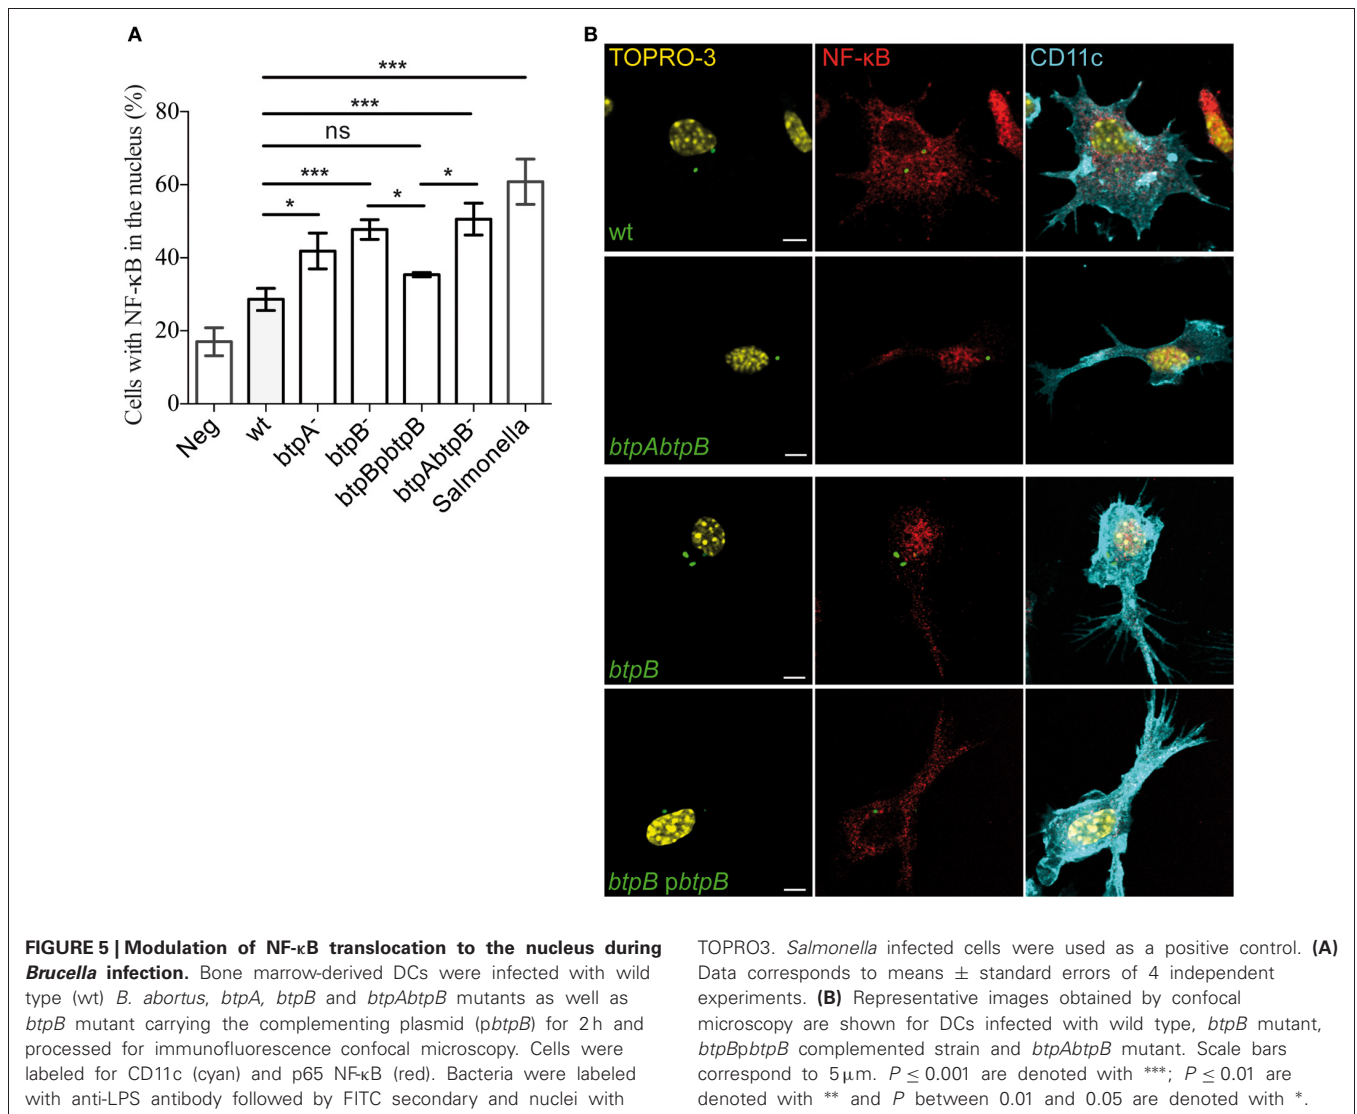 A
Cells with NF-κB in the nucleus (%)
80
60
40
20
0
***
***
ns
***
*
*
*
Neg
wt
btpA-
btpB-
btpBpbtpB
btpAbtpB-
Salmonella
B
TOPRO-3
NF-κB
CD11c
wt
btpAbtpB
btpB
btpB pbtpB
FIGURE 5 | Modulation of NF-κB translocation to the nucleus during
Brucella infection. Bone marrow-derived DCs were infected with wild
type (wt) B. abortus, btpA, btpB and btpAbtpB mutants as well as
btpB mutant carrying the complementing plasmid (pbtpB) for 2 h and
processed for immunofluorescence confocal microscopy. Cells were
labeled for CD11c (cyan) and p65 NF-κB (red). Bacteria were labeled
with anti-LPS antibody followed by FITC secondary and nuclei with
TOPRO3. Salmonella infected cells were used as a positive control. (A)
Data corresponds to means ± standard errors of 4 independent
experiments. (B) Representative images obtained by confocal
microscopy are shown for DCs infected with wild type, btpB mutant,
btpBpbtpB complemented strain and btpAbtpB mutant. Scale bars
correspond to 5 μm. P ≤ 0.001 are denoted with ***; P ≤ 0.01 are
denoted with ** and P between 0.01 and 0.05 are denoted with *.